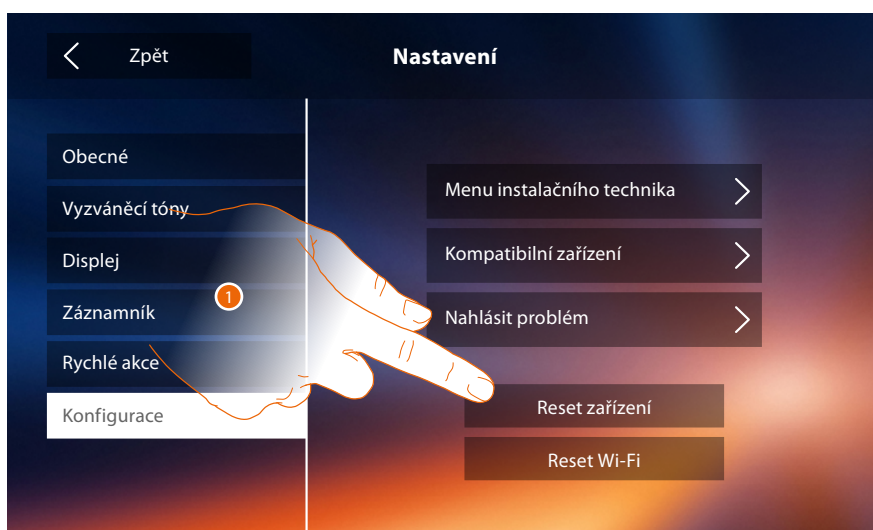 Zpět
Nastavení
Obecné
Vyzváněcí tóny
Displej
Záznamník
Rychlé akce
Konfigurace
1
Menu instalačního technika
Kompatibilní zařízení
Nahlásit problém
Reset zařízení
Reset Wi-Fi